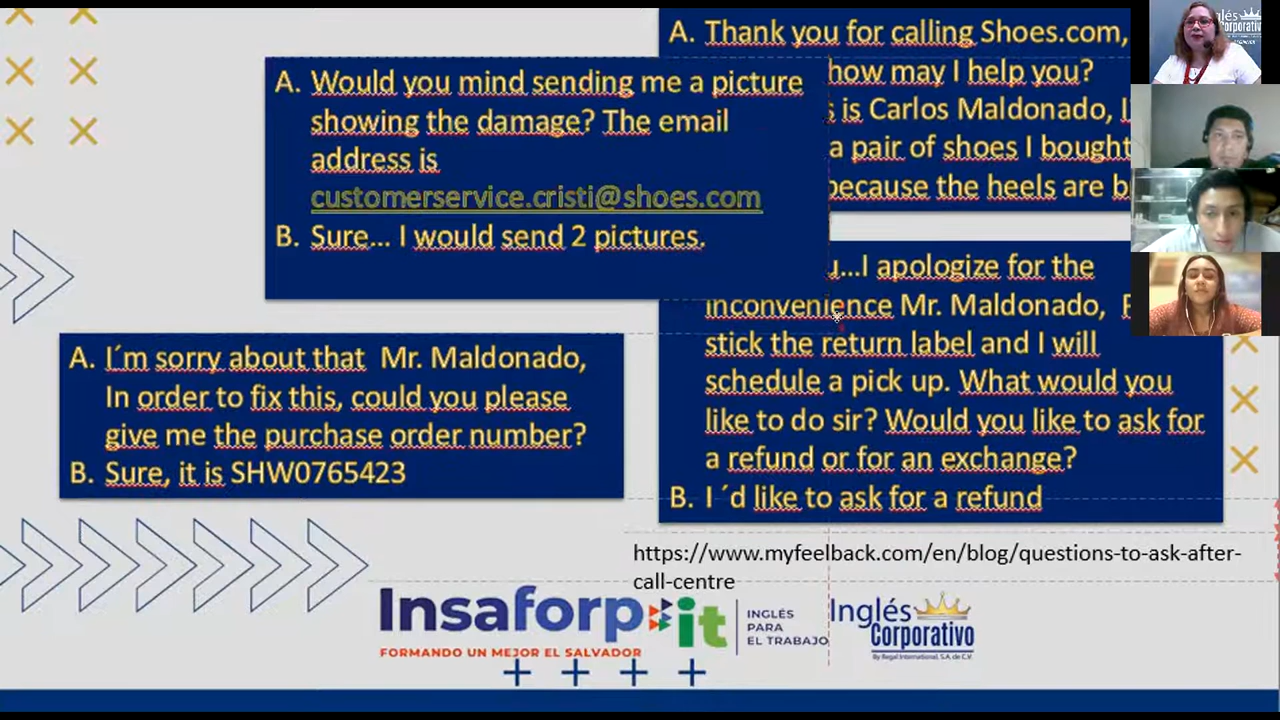 A. Thank you for calling Shoes.com,
how may I help you?
is Carlos Maldonado,
a pair of shoes I bought
because the heels are
A. Would you mind sending me a picture
showing the damage? The email
address is
customerservice.cristi@shoes.com
B. Sure... I would send 2 pictures.
A. I´m sorry about that Mr. Maldonado,
In order to fix this, could you please
give me the purchase order number?
B. Sure, it is SHW0765423
...I apologize for the
inconvenience Mr. Maldonado,
stick the return label and I will
schedule a pick up. What would you
like to do sir? Would you like to ask for
a refund or for an exchange?
B. I ´d like to ask for a refund
https://www.myfeelback.com/en/blog/questions-to-ask-after-
call-centre
Insaforp it
FORMANDO UN MEJOR EL SALVADOR
INGLÉS
PARA
EL TRABAJO
Inglés
Corporativo
By Regal International, S.A. de C.V.
Inglés
Corporativo